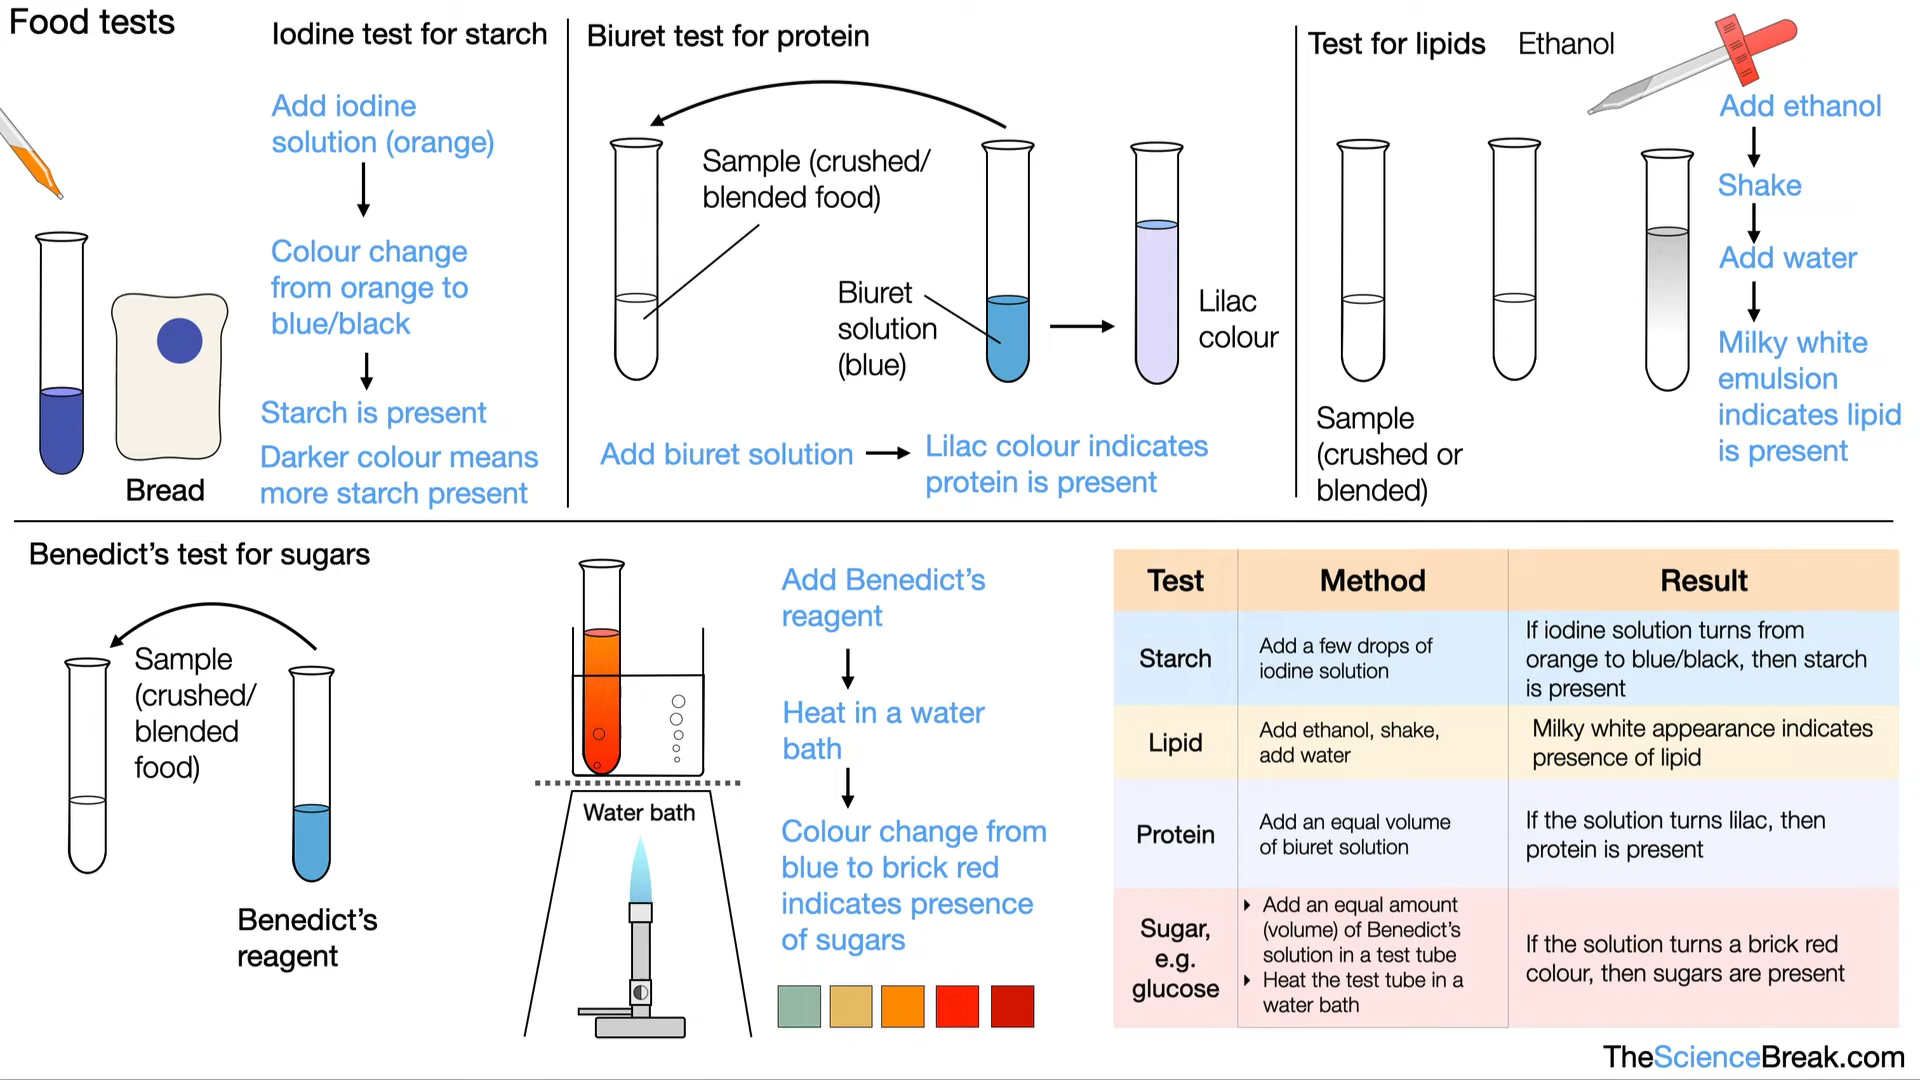 Food tests
Iodine test for starch
Add iodine
solution (orange)
Colour change
from orange to
blue/black
Starch is present
Darker colour means
more starch present
Bread
Biuret test for protein
Sample (crushed/
blended food)
Biuret
solution
(blue)
Lilac
colour
Add biuret solution
Lilac colour indicates
protein is present
Test for lipids Ethanol
Add ethanol
Shake
Add water
Milky white
emulsion
indicates lipid
is present
Sample
(crushed or
blended)
Benedict’s test for sugars
Sample
(crushed/
blended
food)
Benedict’s
reagent
Water bath
Add Benedict’s
reagent
Heat in a water
bath
Colour change from
blue to brick red
indicates presence
of sugars
Test Method Result
Starch
Add a few drops of
iodine solution
If iodine solution turns from
orange to blue/black, then starch
is present
Lipid
Add ethanol, shake,
add water
Milky white appearance indicates
presence of lipid
Protein
Add an equal volume
of biuret solution
If the solution turns lilac, then
protein is present
Sugar,
e.g.
glucose
‣ Add an equal amount
(volume) of Benedict’s
solution in a test tube
‣ Heat the test tube in a
water bath
If the solution turns a brick red
colour, then sugars are present
TheScienceBreak.com